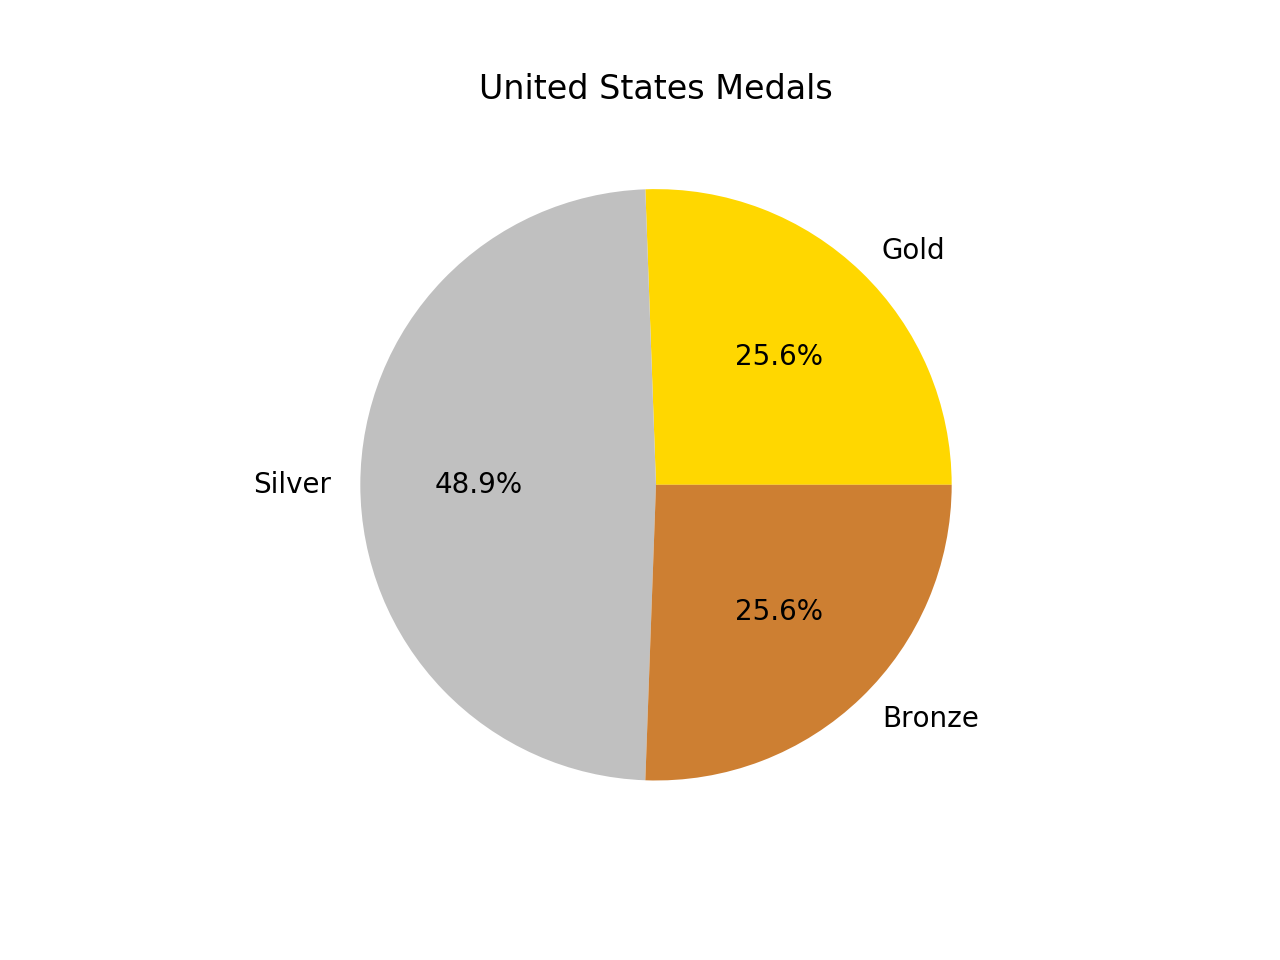 United States Medals
Gold
25.6%
Silver
48.9%
25.6%
Bronze